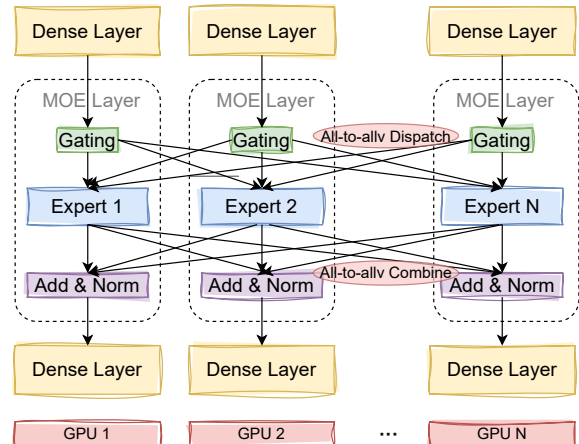 Dense Layer Dense Layer Dense Layer
MOE Layer MOE Layer MOE Layer
All-to-allv Dispatch
Gating Gating Gating
Expert 1 Expert 2 Expert N
All-to-allv Combine
Add & Norm Add & Norm Add & Norm
Dense Layer Dense Layer Dense Layer
GPU 1 GPU 2 ... GPU N